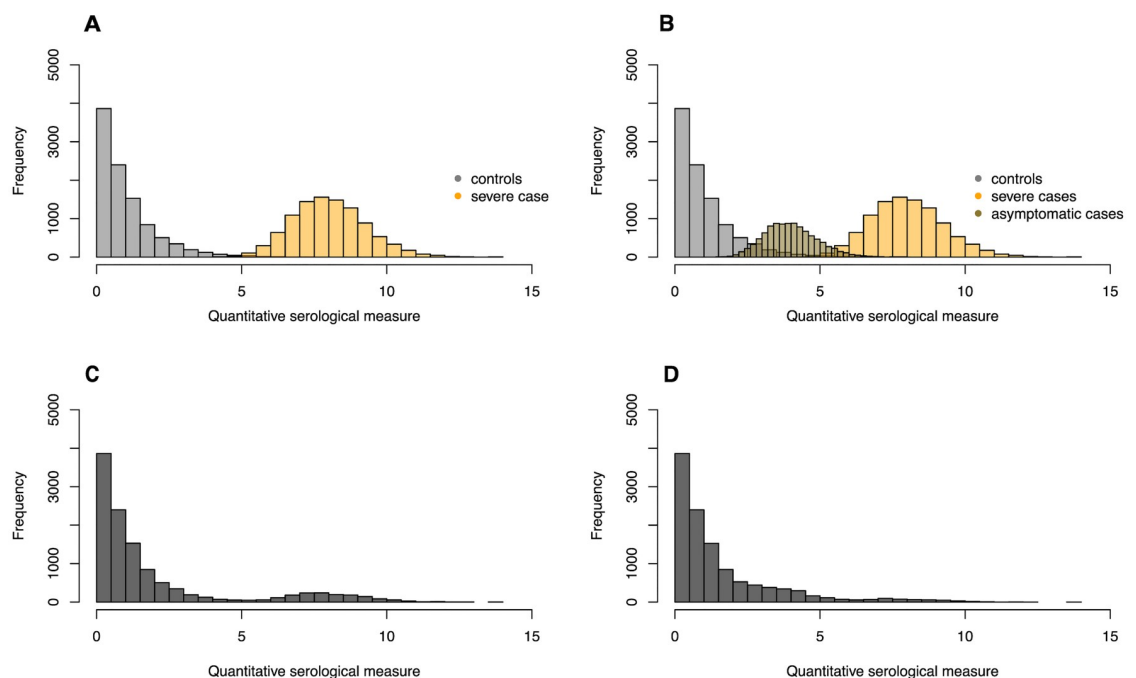 A
5000
3000
1000
0
Frequency
controls
severe case
0 5 10 15
Quantitative serological measure
B
5000
3000
1000
0
Frequency
controls
severe cases
asymptomatic cases
0 5 10 15
Quantitative serological measure
C
5000
3000
1000
0
Frequency
0 5 10 15
Quantitative serological measure
D
5000
3000
1000
0
Frequency
0 5 10 15
Quantitative serological measure